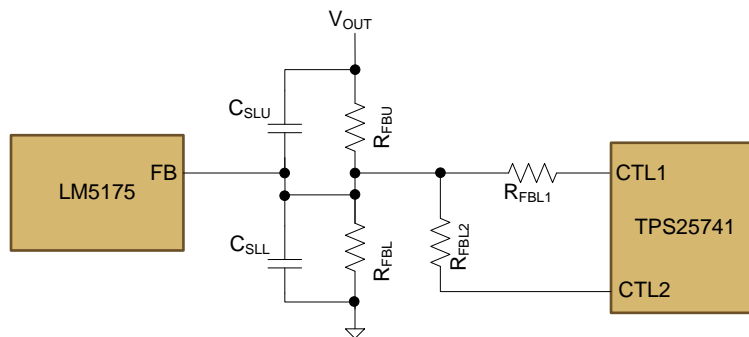 VOUT
CSLU
RFBU
LM5175
FB
CSLL
RFBL
RFBL2
RFBL1
CTL1
TPS25741
CTL2